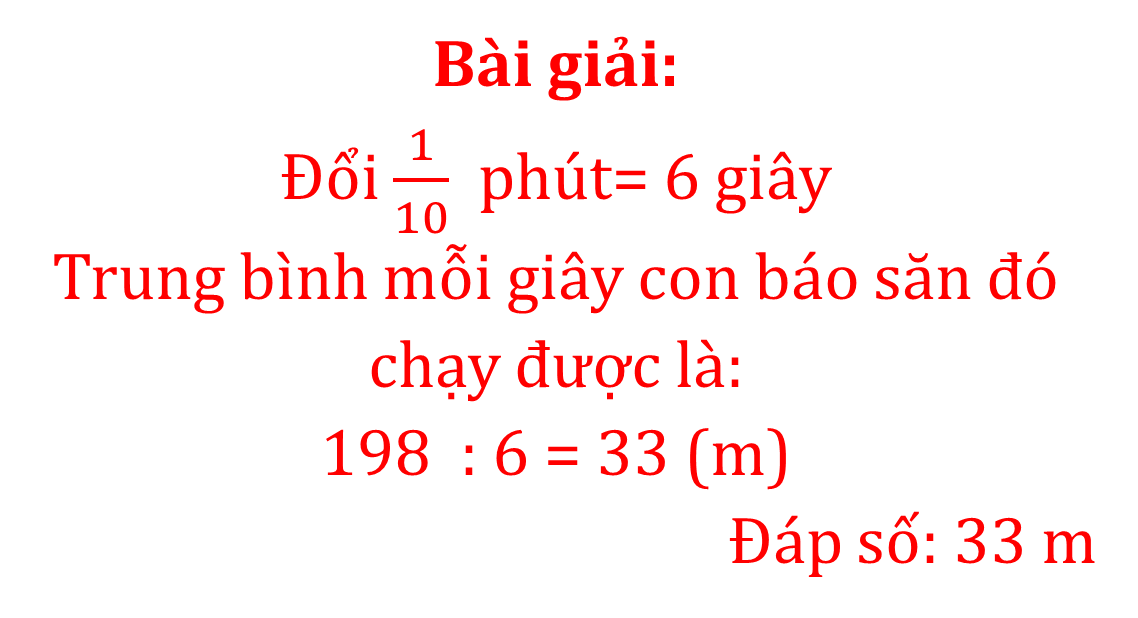 Bài giải:
Đổi 1/10 phút= 6 giây
Trung bình mỗi giây con báo săn đó
chạy được là:
198 : 6 = 33 (m)
Đáp số: 33 m